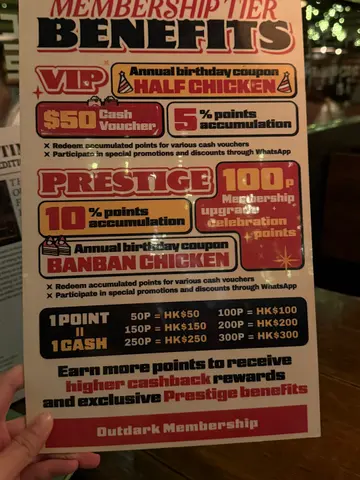 MEMBERSHIP TIER
BENEFITS
VIP
Annual birthday coupon
HALF CHICKEN
$50 Cash
Voucher
5 % points
accumulation
× Redeem accumulated points for various cash vouchers
× Participate in special promotions and discounts through WhatsApp
PRESTIGE
100P
Membership
upgrade
celebration
points
10 % points
accumulation
Annual birthday coupon
BANBAN CHICKEN
× Redeem accumulated points for various cash vouchers
× Participate in special promotions and discounts through WhatsApp
1 POINT
=
1 CASH
50P = HK$50
100P = HK$100
150P = HK$150
200P = HK$200
250P = HK$250
300P = HK$300
Earn more points to receive
higher cashback rewards
and exclusive Prestige benefits
Outdark Membership